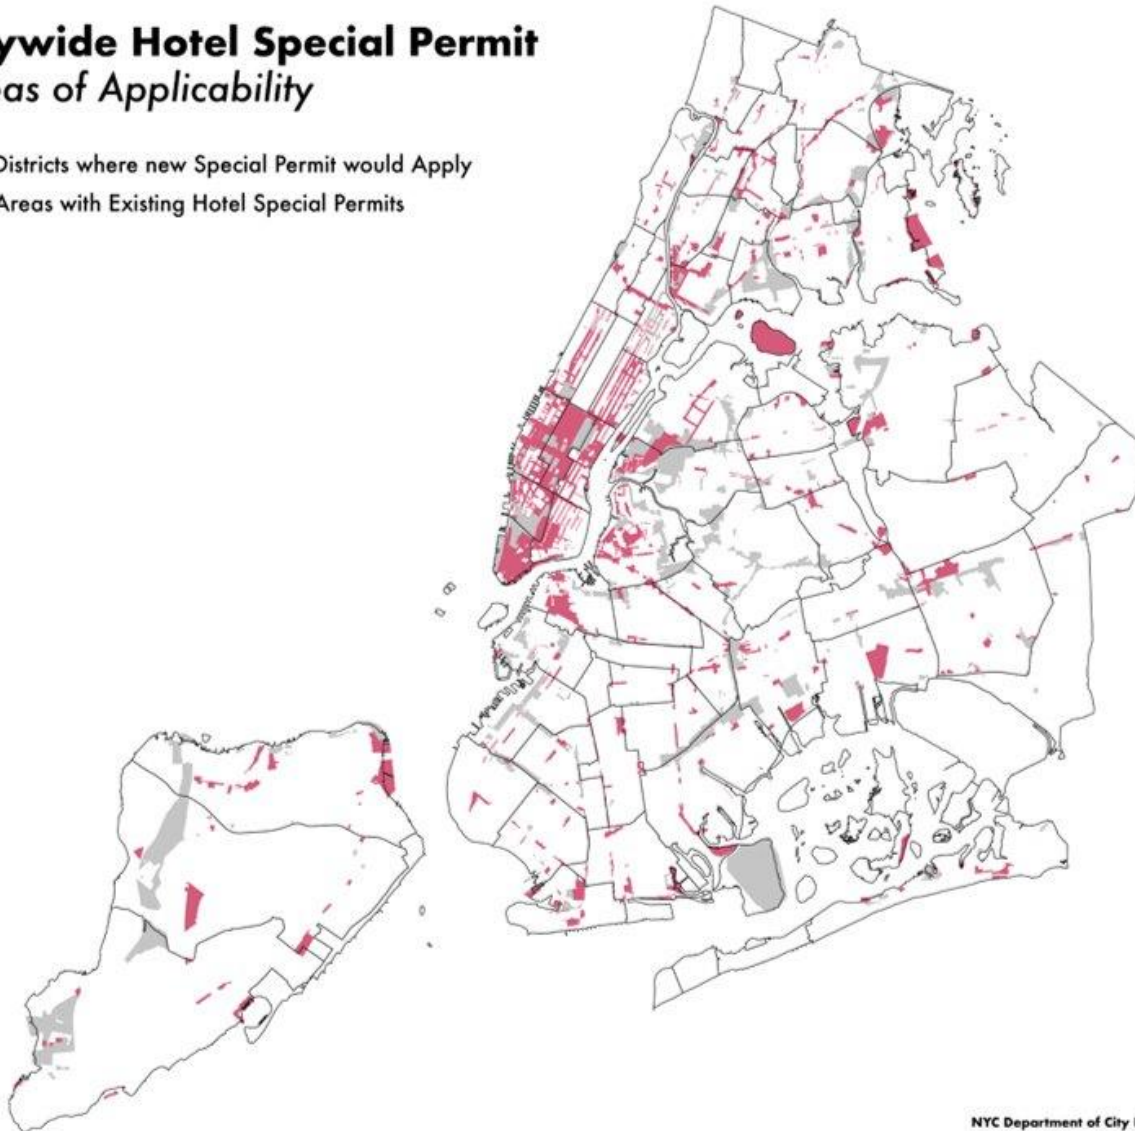 ywide Hotel Special Permit
as of Applicability
Districts where new Special Permit would Apply
Areas with Existing Hotel Special Permits
NYC Department of City